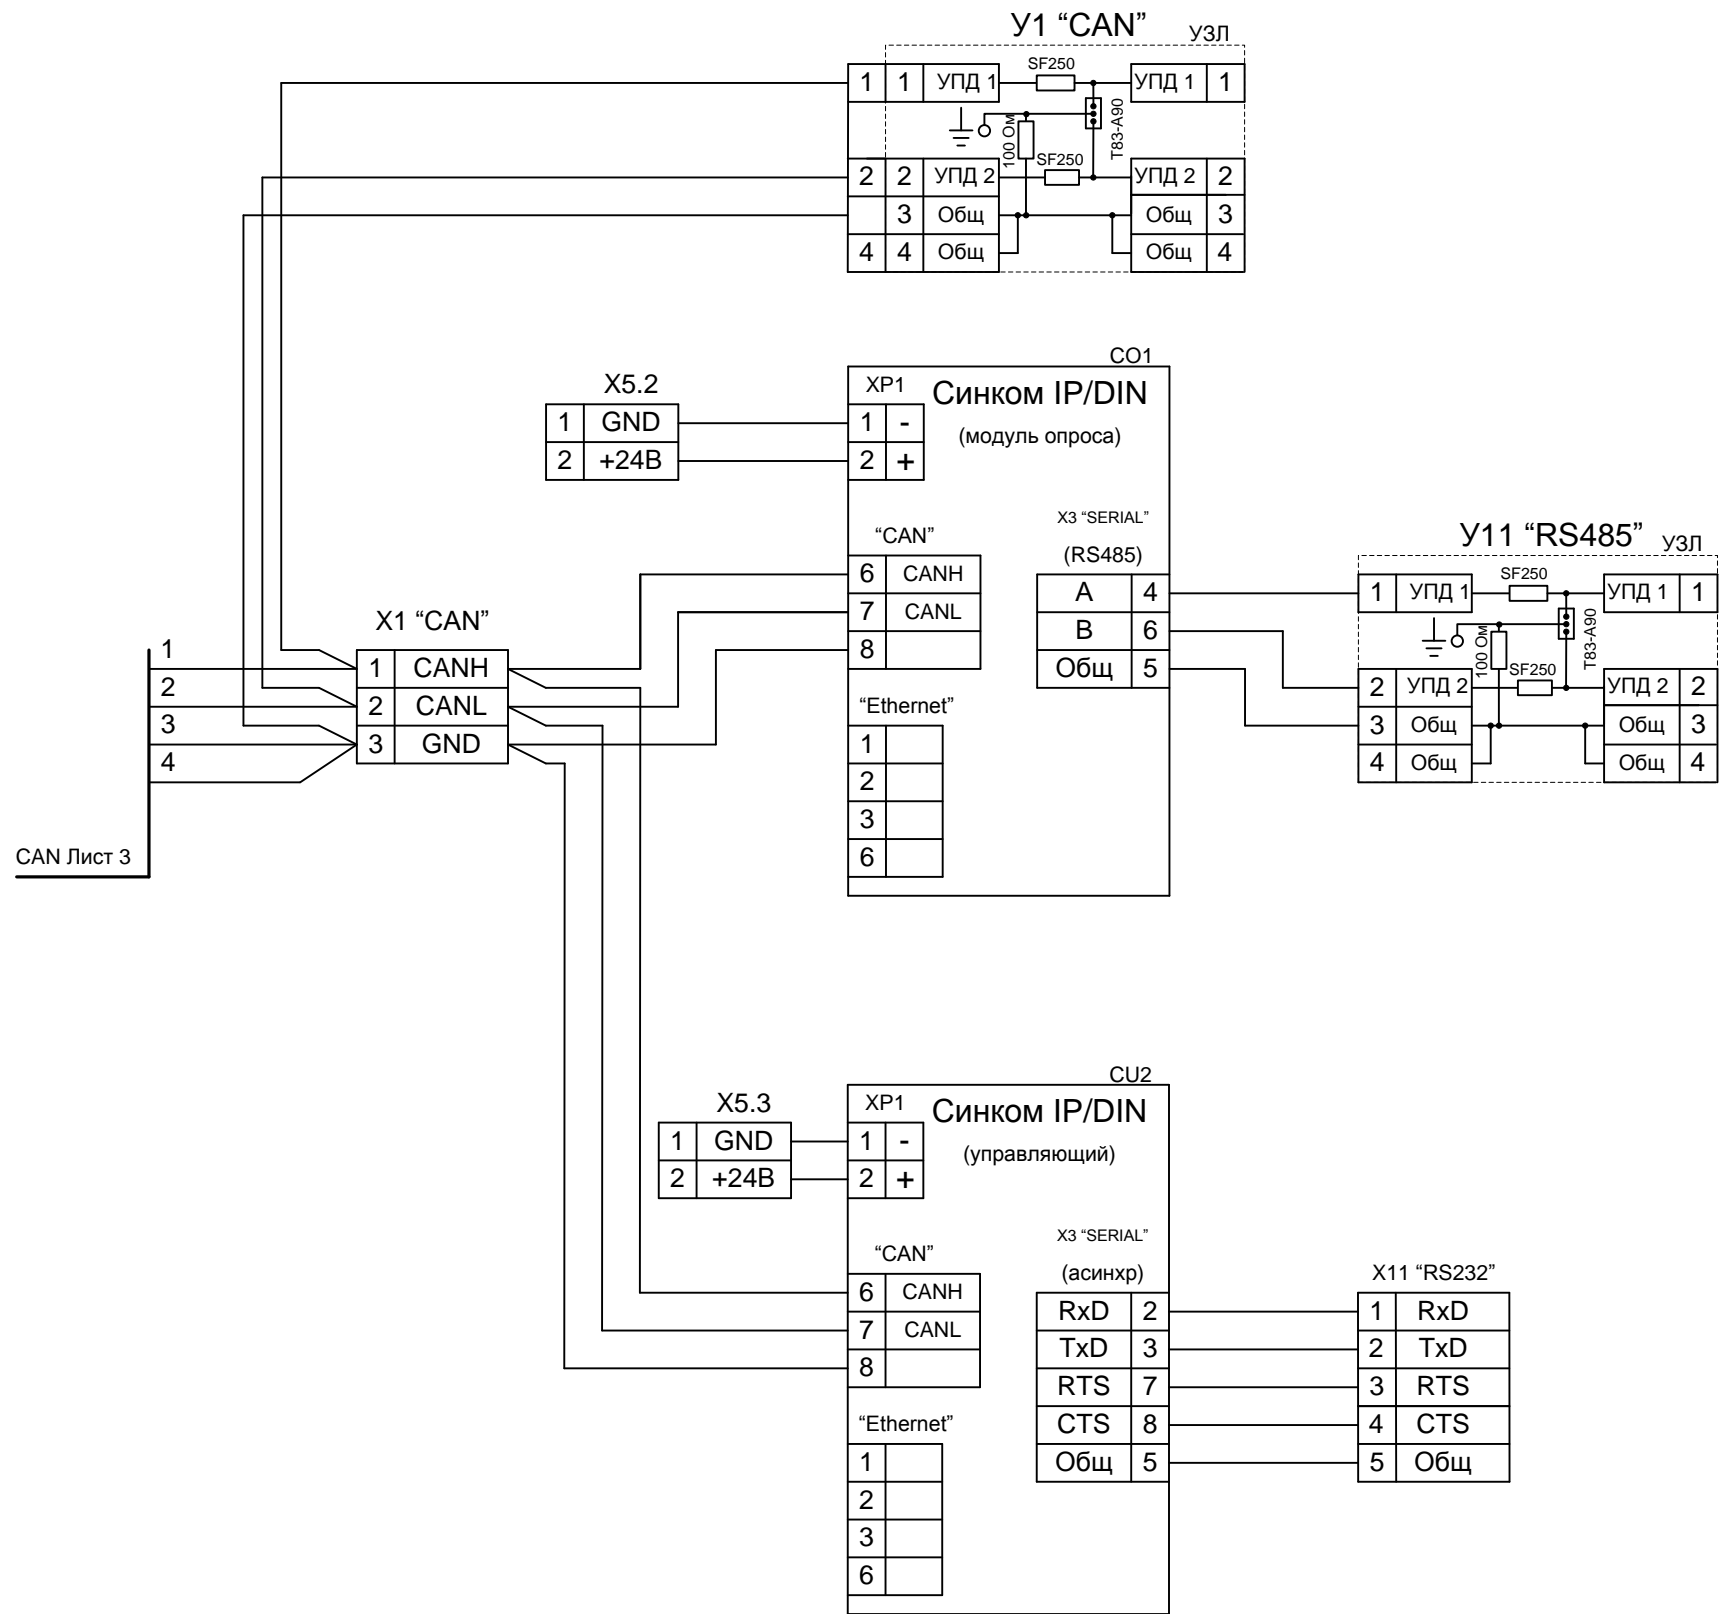 У1 “CAN”
УЗЛ
1 1 УПД 1 SF250 УПД 1 1
100 Ом
T83-A90
2 2 УПД 2 SF250 УПД 2 2
3 Общ Общ 3
4 4 Общ Общ 4
CO1
X5.2
1 GND
2 +24В
XP1
1 -
2 +
Синком IP/DIN
(модуль опроса)
“CAN”
6 CANH
7 CANL
8
X3 “SERIAL”
(RS485)
A 4
B 6
Общ 5
“Ethernet”
1
2
3
6
У11 “RS485”
УЗЛ
1 УПД 1 SF250 УПД 1 1
100 Ом
T83-A90
2 УПД 2 SF250 УПД 2 2
3 Общ Общ 3
4 Общ Общ 4
X1 “CAN”
1 CANH
2 CANL
3 GND
1
2
3
4
CAN Лист 3
CU2
X5.3
1 GND
2 +24В
XP1
1 -
2 +
Синком IP/DIN
(управляющий)
“CAN”
6 CANH
7 CANL
8
X3 “SERIAL”
(асинхр)
RxD 2
TxD 3
RTS 7
CTS 8
Общ 5
“Ethernet”
1
2
3
6
X11 “RS232”
1 RxD
2 TxD
3 RTS
4 CTS
5 Общ